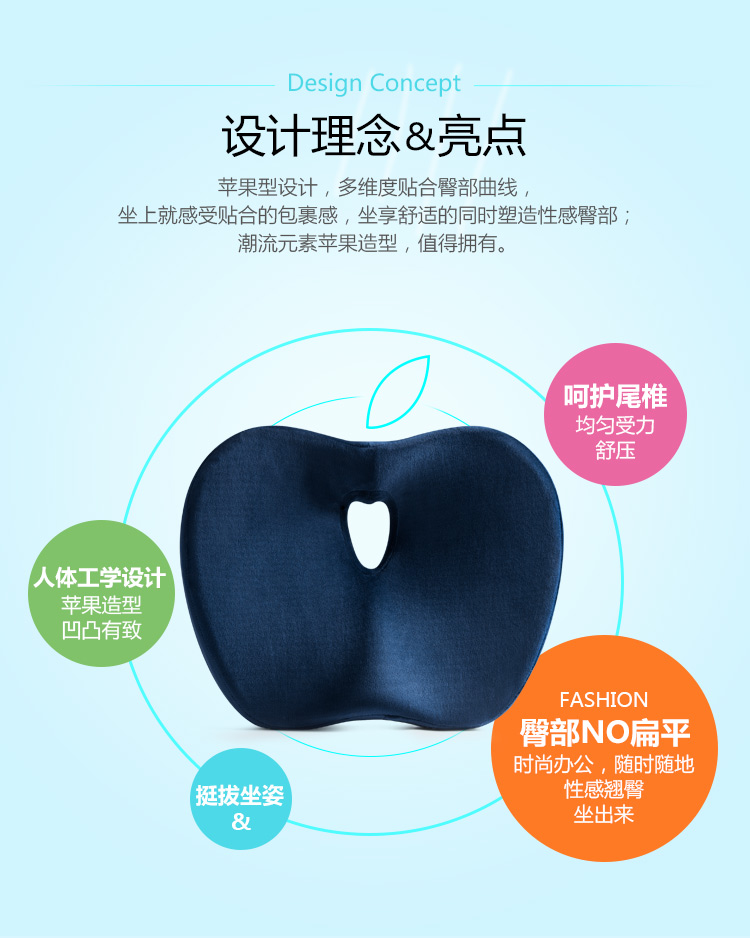 Design Concept
设计理念&亮点
苹果型设计，多维度贴合臀部曲线，
坐上就感受贴合的包裹感，坐享舒适的同时塑造性感臀部；
潮流元素苹果造型，值得拥有。
呵护尾椎
均匀受力
舒压
人体工学设计
苹果造型
凹凸有致
FASHION
臀部NO扁平
时尚办公，随时随地
性感翘臀
坐出来
挺拔坐姿
&